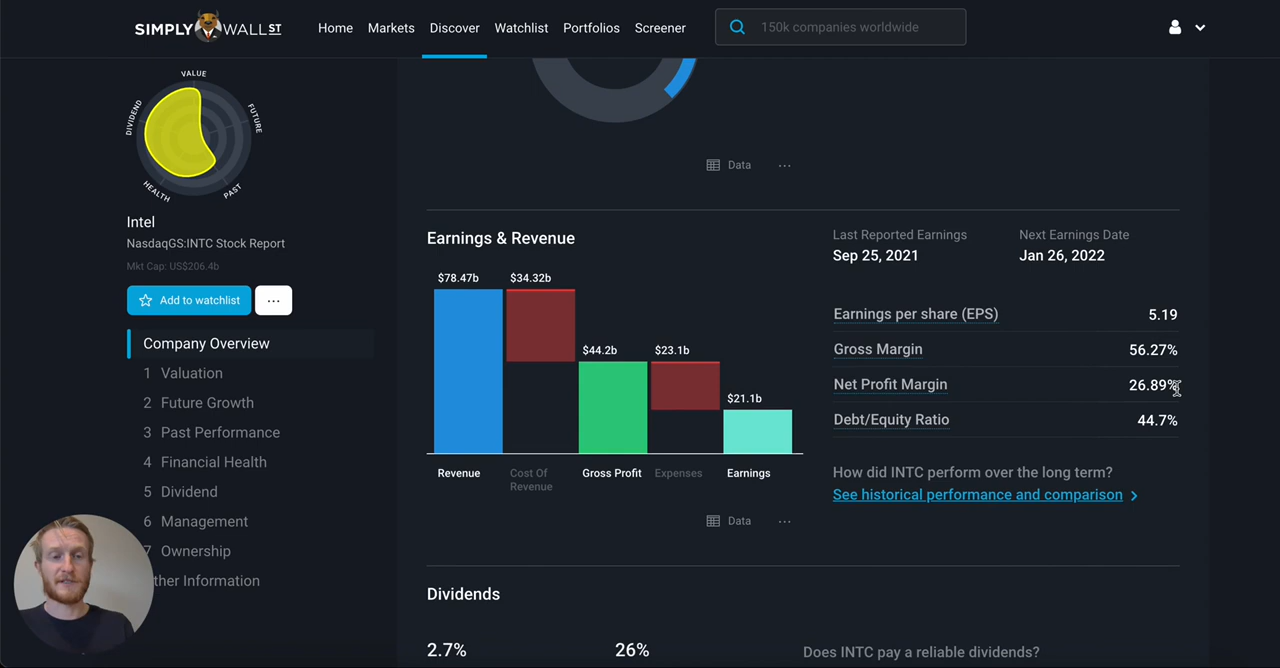 SIMPLY WALL ST
Home
Markets
Discover
Watchlist
Portfolios
Screener
150k companies worldwide
VALUE
FUTURE
PAST
HEALTH
DIVIDEND
Intel
NasdaqGS:INTC Stock Report
Mkt Cap: US$206.4b
Add to watchlist
...
Company Overview
1 Valuation
2 Future Growth
3 Past Performance
4 Financial Health
5 Dividend
6 Management
7 Ownership
ther Information
Data
...
Earnings & Revenue
$78.47b
$34.32b
$44.2b
$23.1b
$21.1b
Revenue
Cost Of
Revenue
Gross Profit
Expenses
Earnings
Data
...
Last Reported Earnings
Sep 25, 2021
Next Earnings Date
Jan 26, 2022
Earnings per share (EPS) 5.19
Gross Margin 56.27%
Net Profit Margin 26.89%
Debt/Equity Ratio 44.7%
How did INTC perform over the long term?
See historical performance and comparison
Dividends
2.7%
26%
Does INTC pay a reliable dividends?